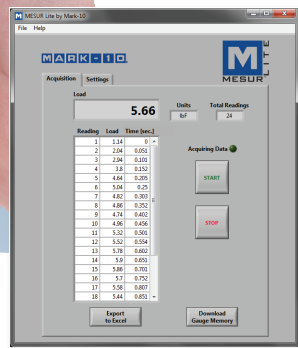 MESUR Lite by Mark-10
File Help
MARK-10
M
MESUR
LITE
Acquisition Settings
Load
5.66
Units
lbF
Total Readings
24
Reading Load Time (sec.)
1 1.14 0
2 2.04 0.051
3 2.94 0.101
4 3.8 0.152
5 4.64 0.205
6 5.04 0.25
7 4.82 0.303
8 4.86 0.352
9 4.74 0.402
10 4.96 0.456
11 5.32 0.501
12 5.52 0.554
13 5.78 0.602
14 5.9 0.651
15 5.86 0.701
16 5.7 0.752
17 5.58 0.807
18 5.44 0.851
Acquiring Data
START
STOP
Export
to Excel
Download
Gauge Memory